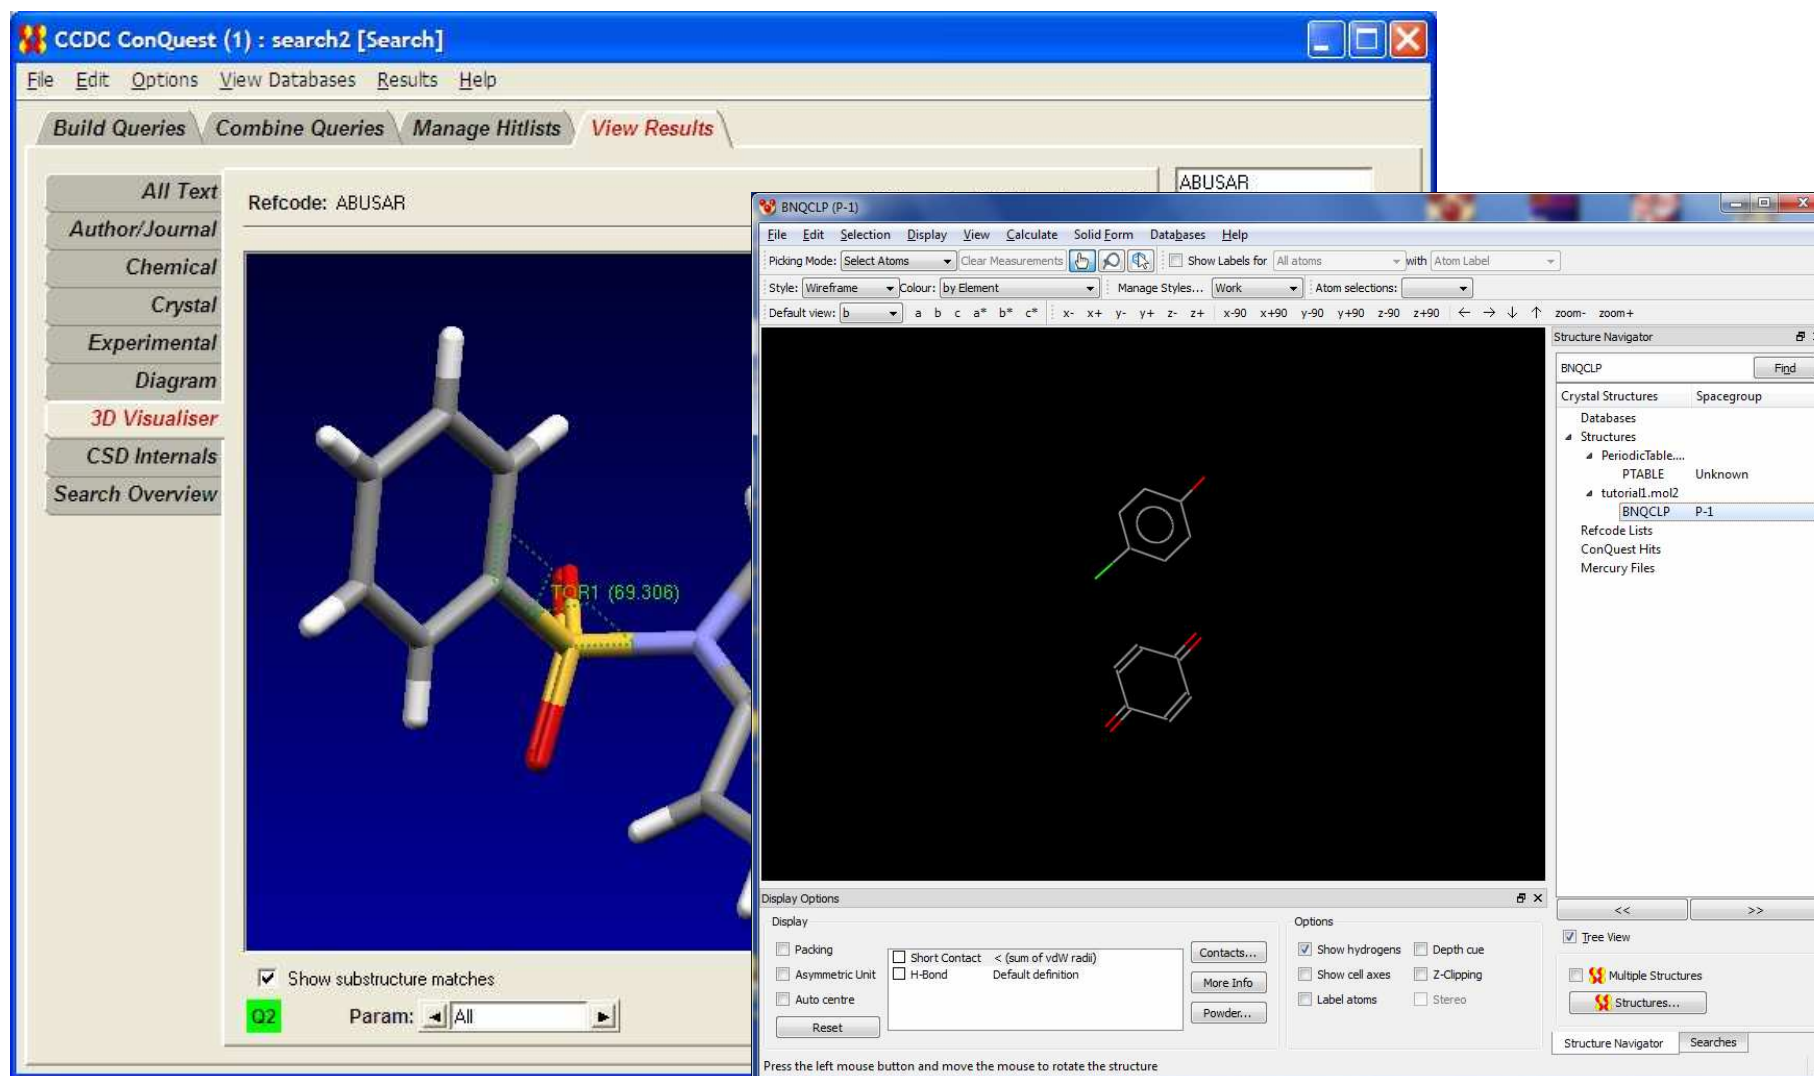 CCDC ConQuest (1) : search2 [Search]
File Edit Options View Databases Results Help
Build Queries Combine Queries Manage Hitlists View Results
All Text
Author/Journal
Chemical
Crystal
Experimental
Diagram
3D Visualiser
CSD Internals
Search Overview
Refcode: ABUSAR
ABUSAR
TOR1 (69.306)
Show substructure matches
Q2 Param: All
BNQCLP (P-1)
File Edit Selection Display View Calculate Solid Form Databases Help
Picking Mode: Select Atoms Clear Measurements Show Labels for All atoms with Atom Label
Style: Wireframe Colour: by Element Manage Styles... Work Atom selections:
Default view: b a b c a* b* c* x- x+ y- y+ z- z+ x-90 x+90 y-90 y+90 z-90 z+90 ← → ↓ ↑ zoom- zoom+
Structure Navigator
BNQCLP Find
Crystal Structures Spacegroup
Databases
Structures
PeriodicTable....
PTABLE Unknown
tutorial1.mol2
BNQCLP P-1
Refcode Lists
ConQuest Hits
Mercury Files
<< >>
Tree View
Multiple Structures
Structures...
Structure Navigator Searches
Display Options
Display
Packing
Asymmetric Unit
Auto centre
Reset
Short Contact < (sum of vdW radii)
H-Bond Default definition
Contacts...
More Info
Powder...
Options
Show hydrogens Depth cue
Show cell axes Z-Clipping
Label atoms Stereo
Press the left mouse button and move the mouse to rotate the structure